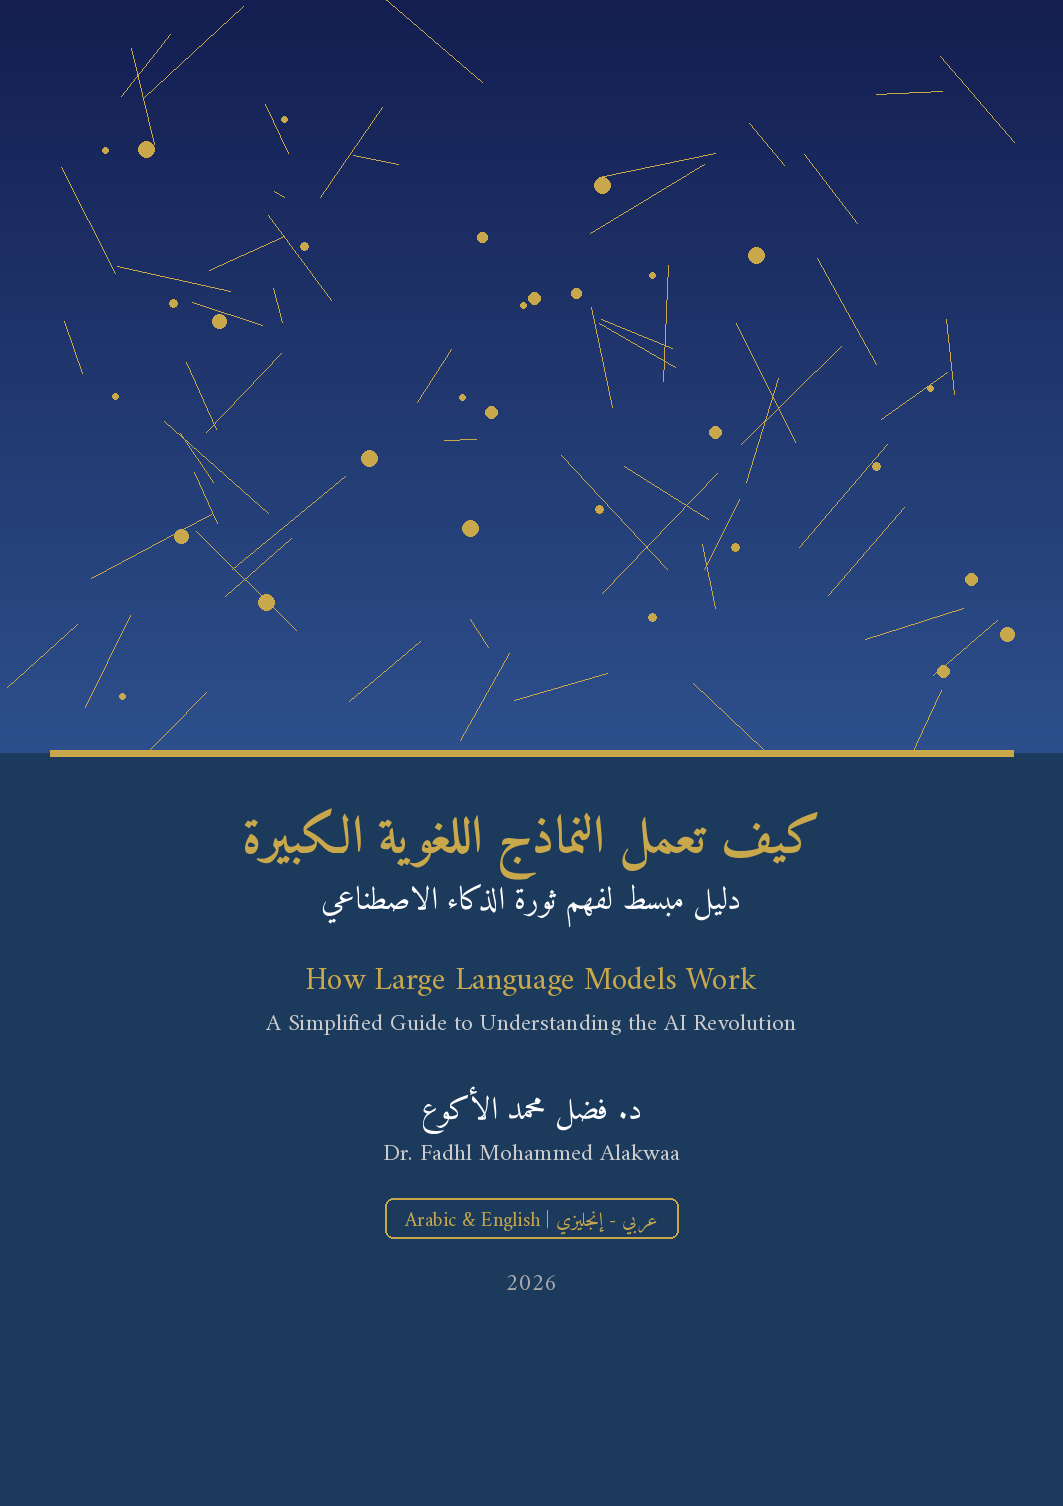 كيف تعمل النماذج اللغوية الكبيرة
دليل مبسط لفهم ثورة الذكاء الاصطناعي
How Large Language Models Work
A Simplified Guide to Understanding the AI Revolution
د. فضل محمد الأكوع
Dr. Fadhl Mohammed Alakwaa
Arabic & English | عربي - إنجليزي
2026